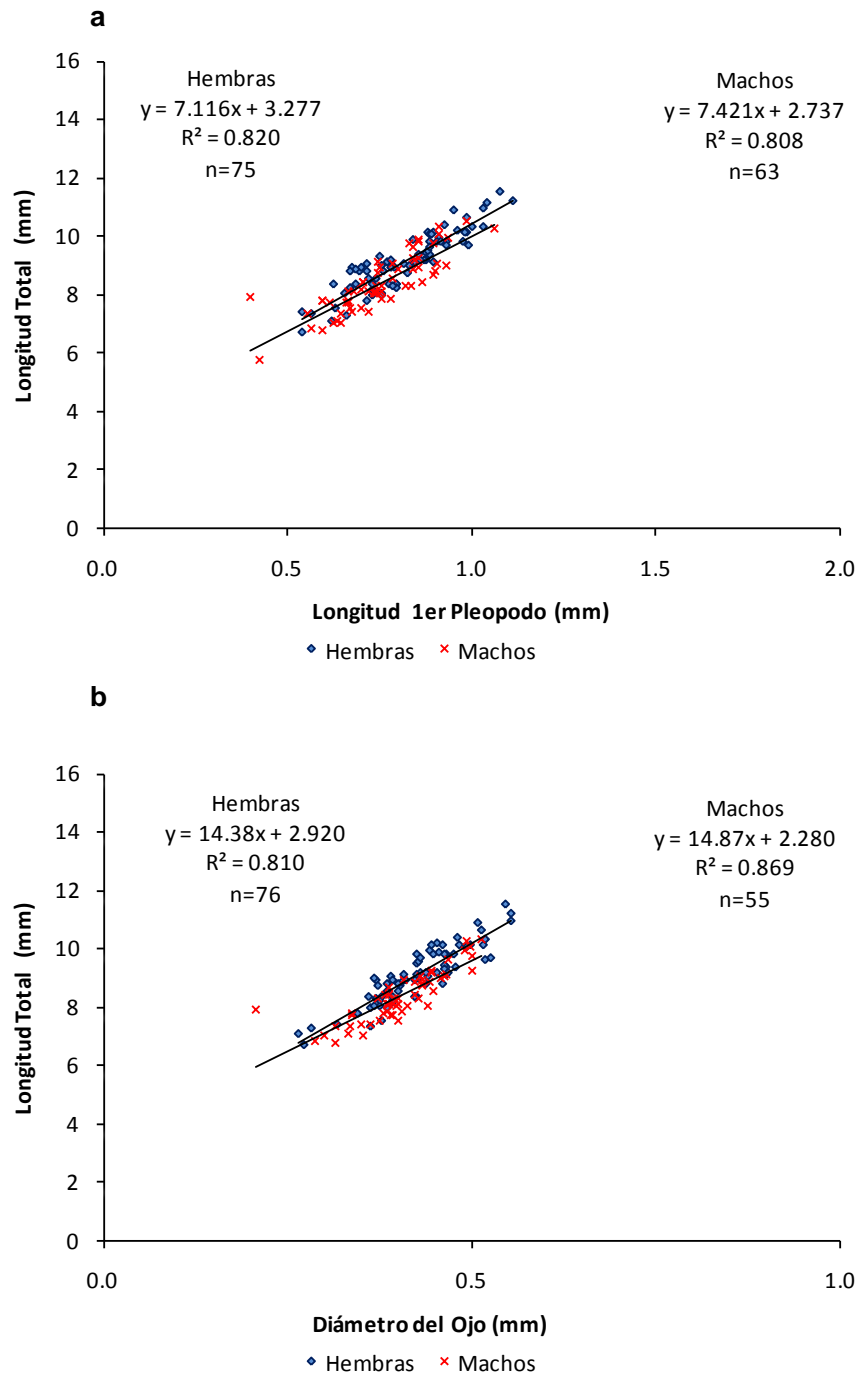 a
16
14
12
10
8
6
4
2
0
Longitud Total (mm)
Hembras
y = 7.116x + 3.277
R² = 0.820
n=75
Machos
y = 7.421x + 2.737
R² = 0.808
n=63
0.0 0.5 1.0 1.5 2.0
Longitud 1er Pleopodo (mm)
Hembras Machos
b
16
14
12
10
8
6
4
2
0
Longitud Total (mm)
Hembras
y = 14.38x + 2.920
R² = 0.810
n=76
Machos
y = 14.87x + 2.280
R² = 0.869
n=55
0.0 0.5 1.0
Diámetro del Ojo (mm)
Hembras Machos